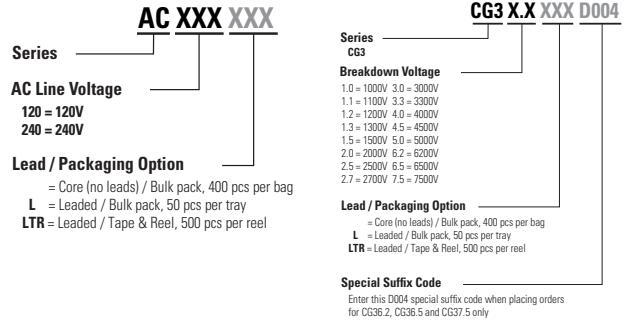 AC XXX XXX
Series
AC Line Voltage
120 = 120V
240 = 240V
Lead / Packaging Option
= Core (no leads) / Bulk pack, 400 pcs per bag
L = Leaded / Bulk pack, 50 pcs per tray
LTR = Leaded / Tape & Reel, 500 pcs per reel
CG3 X.X XXX D004
Series
CG3
Breakdown Voltage
1.0 = 1000V 3.0 = 3000V
1.1 = 1100V 3.3 = 3300V
1.2 = 1200V 4.0 = 4000V
1.3 = 1300V 4.5 = 4500V
1.5 = 1500V 5.0 = 5000V
2.0 = 2000V 6.2 = 6200V
2.5 = 2500V 6.5 = 6500V
2.7 = 2700V 7.5 = 7500V
Lead / Packaging Option
= Core (no leads) / Bulk pack, 400 pcs per bag
L = Leaded / Bulk pack, 50 pcs per tray
LTR = Leaded / Tape & Reel, 500 pcs per reel
Special Suffix Code
Enter this D004 special suffix code when placing orders
for CG36.2, CG36.5 and CG37.5 only